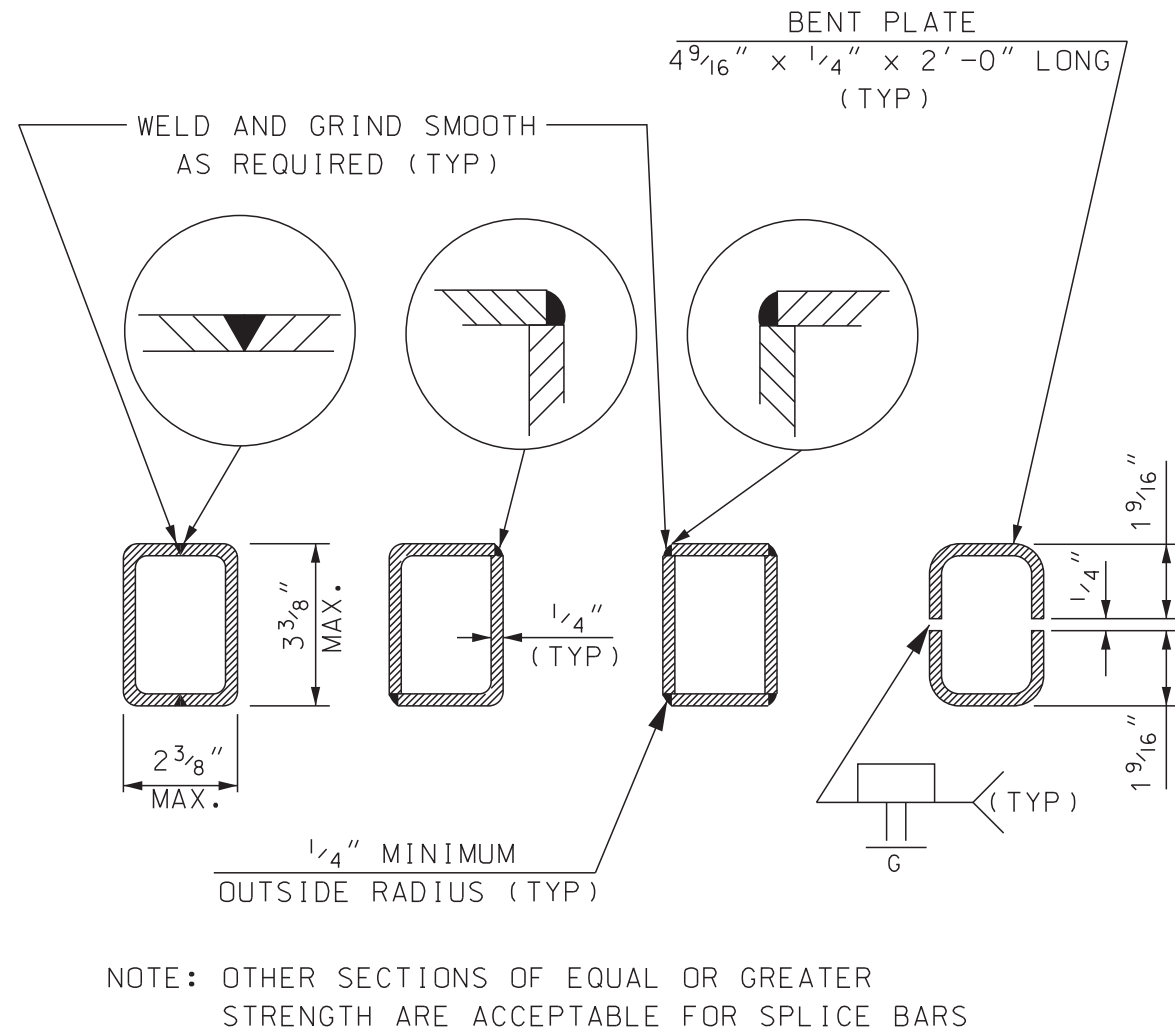 BENT PLATE
4 9/16" x 1/4" x 2'-0" LONG
(TYP)
WELD AND GRIND SMOOTH
AS REQUIRED (TYP)
1 9/16"
1/4"
3 3/8"
MAX.
1/4"
(TYP)
2 3/8"
MAX.
1 9/16"
(TYP)
G
1/4" MINIMUM
OUTSIDE RADIUS (TYP)
NOTE: OTHER SECTIONS OF EQUAL OR GREATER
STRENGTH ARE ACCEPTABLE FOR SPLICE BARS